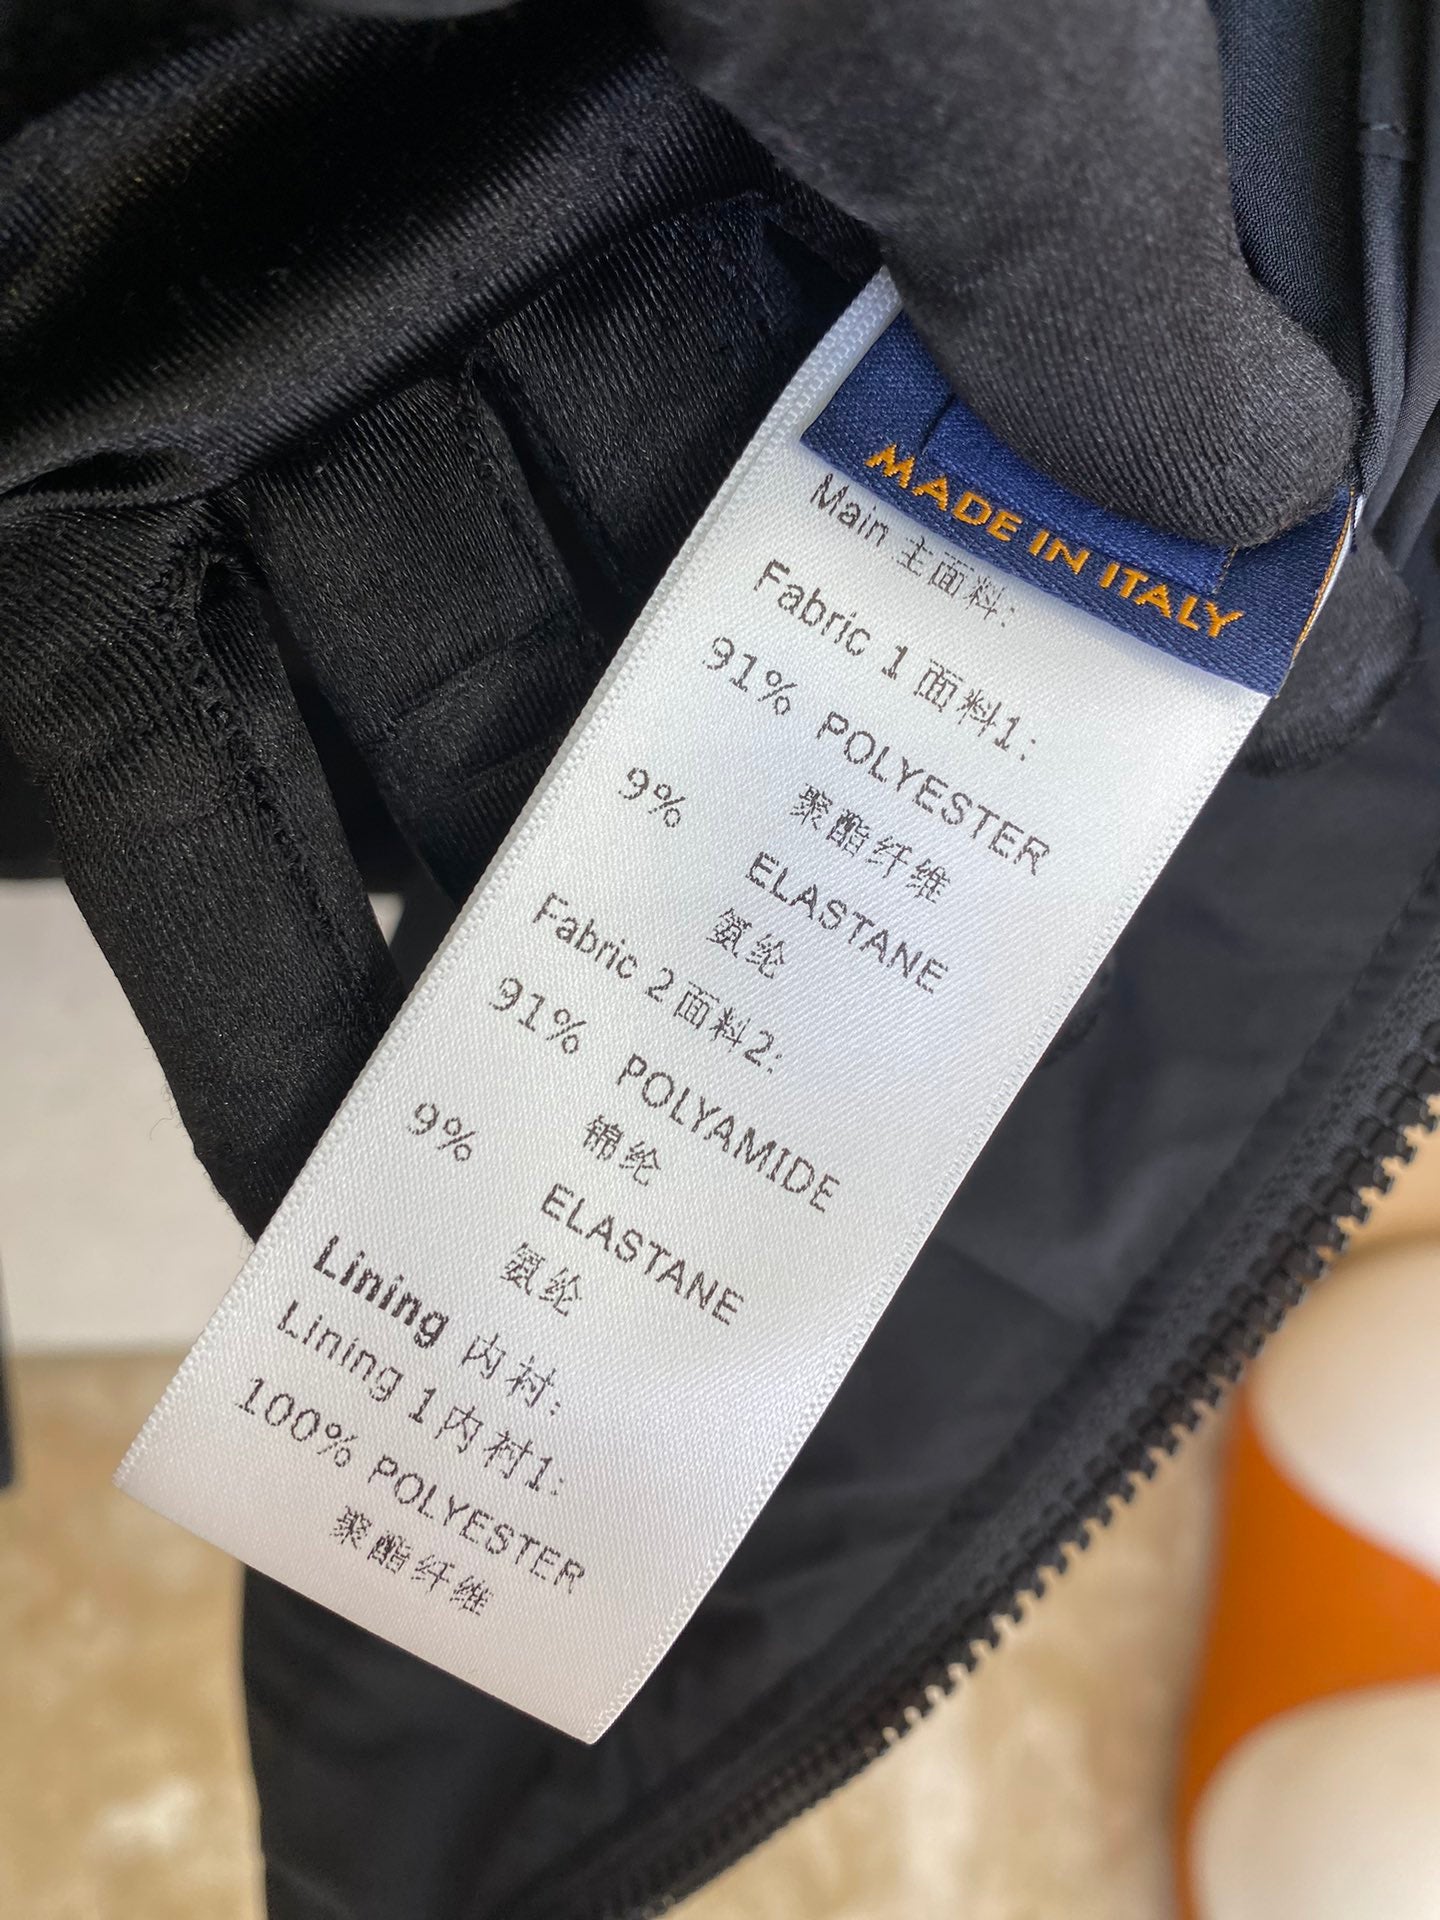 MADE IN ITALY
Main 主面料:
Fabric 1 面料1:
91% POLYESTER
聚酯纤维
9% ELASTANE
氨纶
Fabric 2 面料2:
91% POLYAMIDE
锦纶
9% ELASTANE
氨纶
Lining 内衬:
Lining 1 内衬1:
100% POLYESTER
聚酯纤维